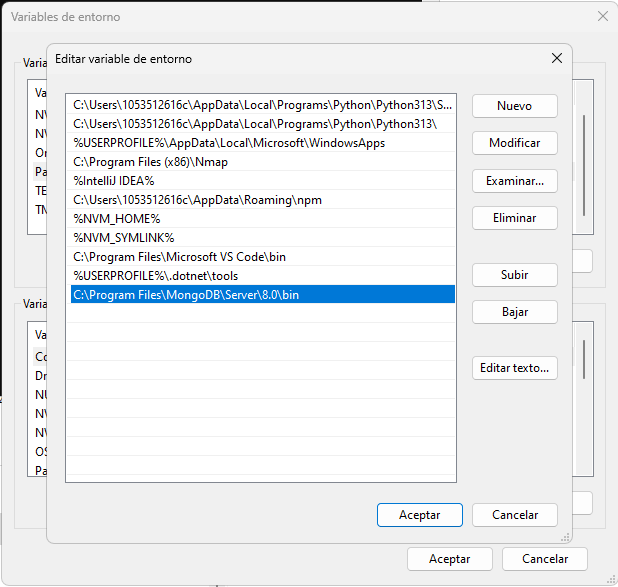 Variables de entorno
Editar variable de entorno
Varia
Va
NV
NV
Or
Pa
TE
TM
C:\Users\1053512616c\AppData\Local\Programs\Python\Python313\S...
C:\Users\1053512616c\AppData\Local\Programs\Python\Python313\
%USERPROFILE%\AppData\Local\Microsoft\WindowsApps
C:\Program Files (x86)\Nmap
%IntelliJ IDEA%
C:\Users\1053512616c\AppData\Roaming\npm
%NVM_HOME%
%NVM_SYMLINK%
C:\Program Files\Microsoft VS Code\bin
%USERPROFILE%\.dotnet\tools
C:\Program Files\MongoDB\Server\8.0\bin
Nuevo
Modificar
Examinar...
Eliminar
Subir
Bajar
Editar texto...
Varia
Va
Co
Dr
NU
NV
NV
OS
Pa
Aceptar
Cancelar
Aceptar
Cancelar